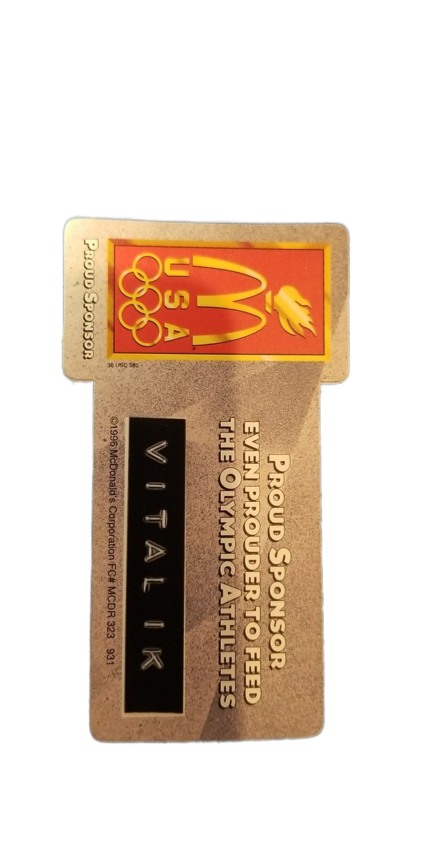 USA
36 USC 380
PROUD SPONSOR
PROUD SPONSOR
EVEN PROUDER TO FEED
THE OLYMPIC ATHLETES
VITALIK
©1996 McDonald's Corporation FC# MCDR 323 931